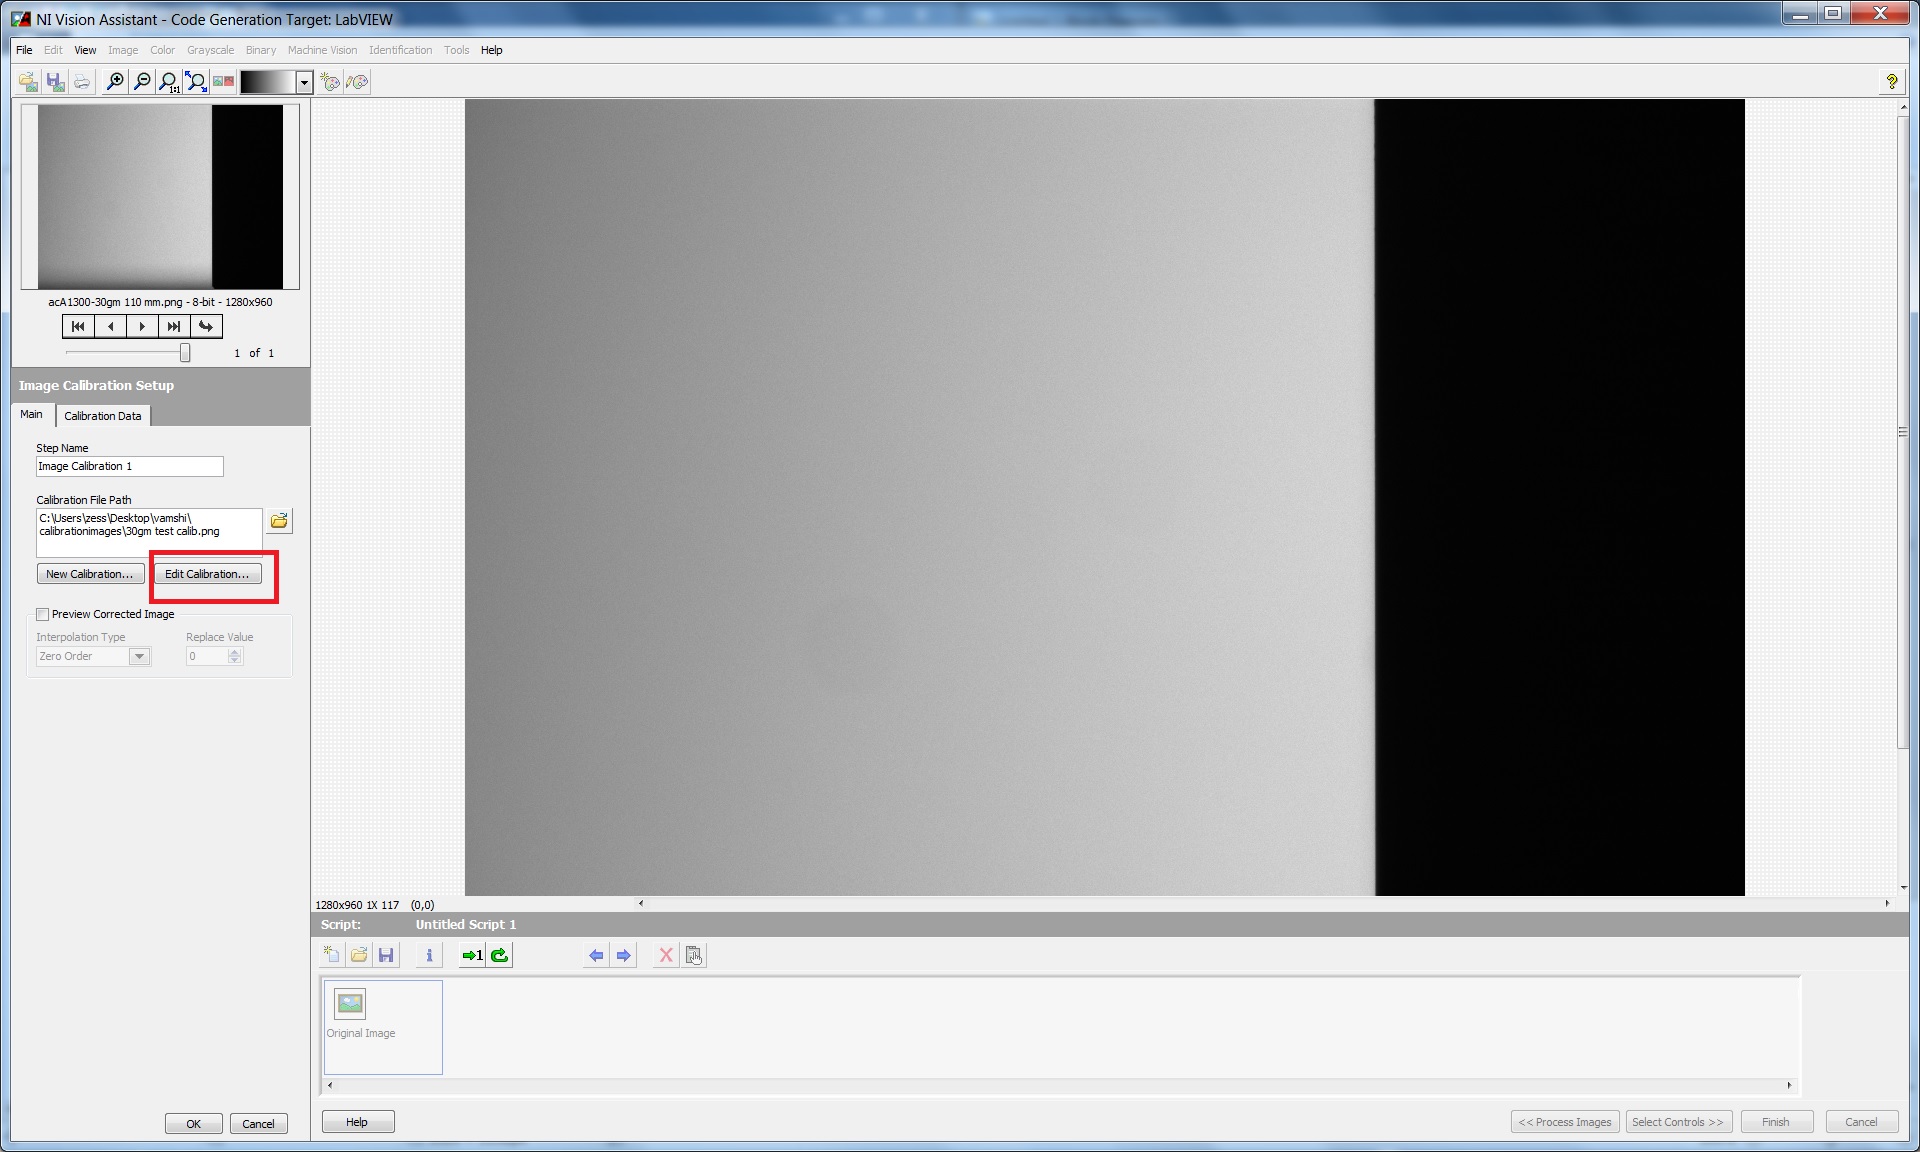 NI Vision Assistant - Code Generation Target: LabVIEW
File Edit View Image Color Grayscale Binary Machine Vision Identification Tools Help
1:1
?
acA1300-30gm 110 mm.png - 8-bit - 1280x960
1 of 1
Image Calibration Setup
Main Calibration Data
Step Name
Image Calibration 1
Calibration File Path
C:\Users\zess\Desktop\vamshi\
calibrationimages\30gm test calib.png
New Calibration... Edit Calibration...
Preview Corrected Image
Interpolation Type Replace Value
Zero Order 0
1280x960 1X 117 (0,0)
Script: Untitled Script 1
i 1
Original Image
OK Cancel Help << Process Images Select Controls >> Finish Cancel